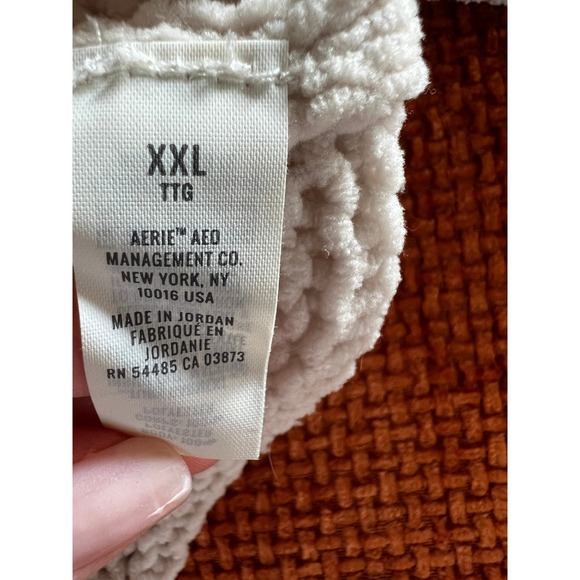 XXL
TTG
AERIE™ AEO
MANAGEMENT CO.
NEW YORK, NY
10016 USA
MADE IN JORDAN
FABRIQUÉ EN
JORDANIE
RN 54485 CA 03873